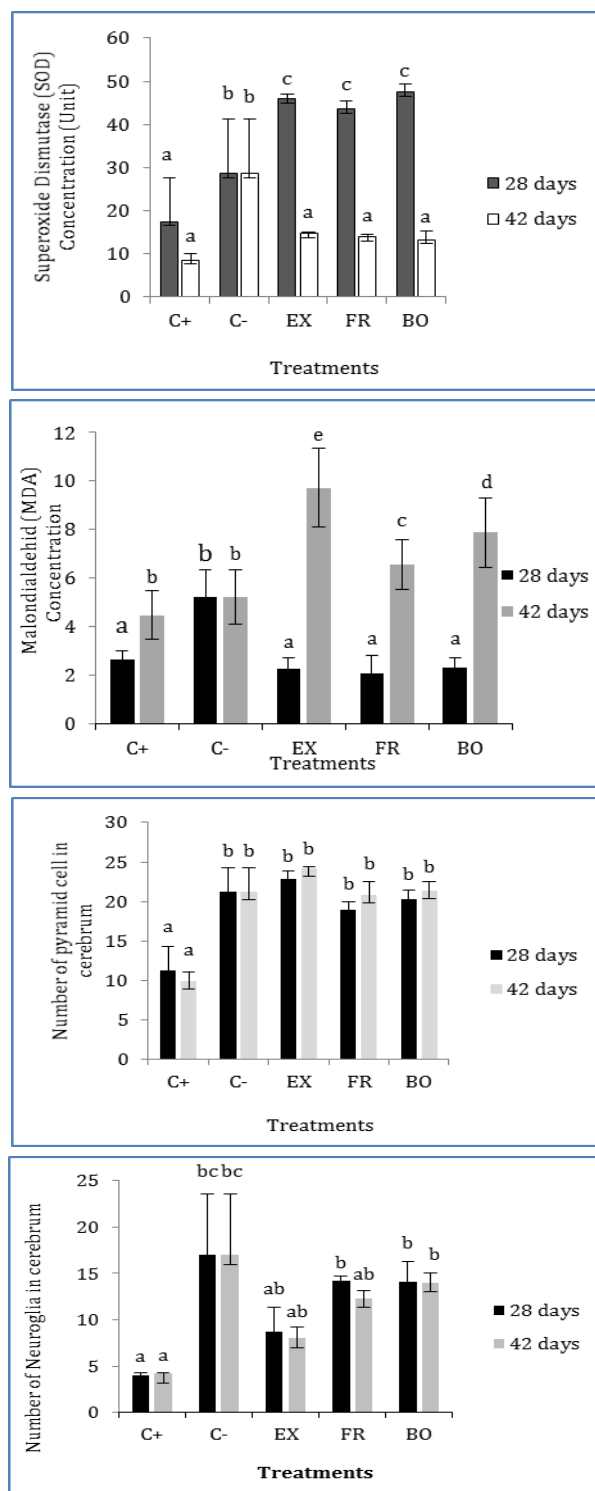 Superoxide Dismutase (SOD)
Concentration (Unit)
60
50
40
30
20
10
0
a
a
b
b
c
a
c
a
c
a
28 days
42 days
C+
C-
EX
FR
BO
Treatments
Malondialdehid (MDA)
Concentration
12
10
8
6
4
2
0
a
b
b
b
a
e
a
c
a
d
28 days
42 days
C+
C-
EX
FR
BO
Treatments
Number of pyramid cell in
cerebrum
30
25
20
15
10
5
0
a
a
b
b
b
b
b
b
b
b
28 days
42 days
C+
C-
EX
FR
BO
Treatments
Number of Neuroglia in cerebrum
25
20
15
10
5
0
a
a
bc
bc
ab
ab
b
ab
b
b
28 days
42 days
C+
C-
EX
FR
BO
Treatments